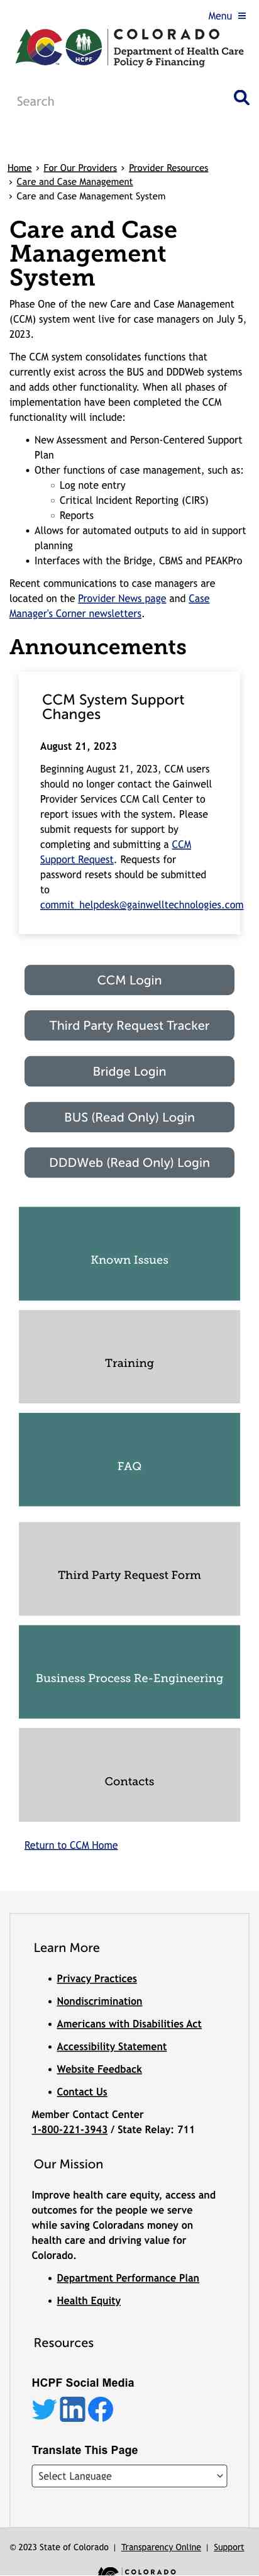 Menu
COLORADO
Department of Health Care
Policy & Financing
HCPF
Search
Home › For Our Providers › Provider Resources
› Care and Case Management
› Care and Case Management System
Care and Case
Management
System
Phase One of the new Care and Case Management
(CCM) system went live for case managers on July 5,
2023.
The CCM system consolidates functions that
currently exist across the BUS and DDDWeb systems
and adds other functionality. When all phases of
implementation have been completed the CCM
functionality will include:
• New Assessment and Person-Centered Support
Plan
• Other functions of case management, such as:
○ Log note entry
○ Critical Incident Reporting (CIRS)
○ Reports
• Allows for automated outputs to aid in support
planning
• Interfaces with the Bridge, CBMS and PEAKPro
Recent communications to case managers are
located on the Provider News page and Case
Manager's Corner newsletters.
Announcements
CCM System Support
Changes
August 21, 2023
Beginning August 21, 2023, CCM users
should no longer contact the Gainwell
Provider Services CCM Call Center to
report issues with the system. Please
submit requests for support by
completing and submitting a CCM
Support Request. Requests for
password resets should be submitted
to
commit_helpdesk@gainwelltechnologies.com
CCM Login
Third Party Request Tracker
Bridge Login
BUS (Read Only) Login
DDDWeb (Read Only) Login
Known Issues
Training
FAQ
Third Party Request Form
Business Process Re-Engineering
Contacts
Return to CCM Home
Learn More
• Privacy Practices
• Nondiscrimination
• Americans with Disabilities Act
• Accessibility Statement
• Website Feedback
• Contact Us
Member Contact Center
1-800-221-3943 / State Relay: 711
Our Mission
Improve health care equity, access and
outcomes for the people we serve
while saving Coloradans money on
health care and driving value for
Colorado.
• Department Performance Plan
• Health Equity
Resources
HCPF Social Media
Translate This Page
Select Language
© 2023 State of Colorado | Transparency Online | Support
COLORADO